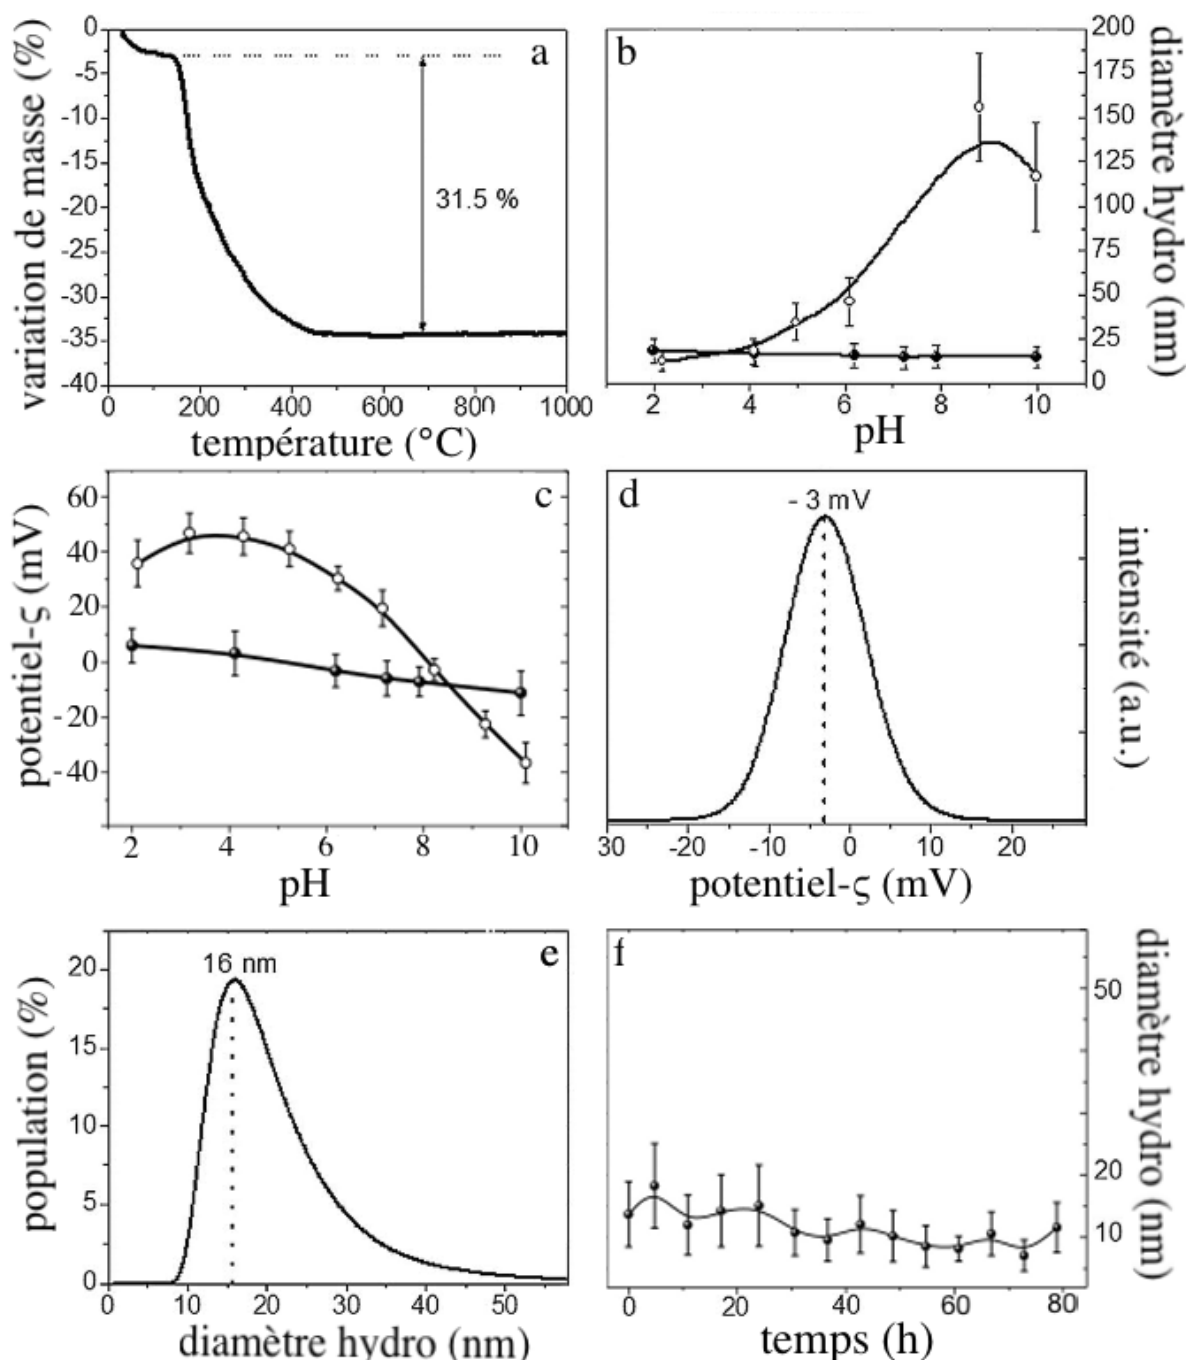 variation de masse (%)
0
-5
-10
-15
-20
-25
-30
-35
-40
a
31.5 %
0 200 400 600 800 1000
température (°C)
b
200
175
150
125
100
75
50
25
0
diamètre hydro (nm)
2 4 6 8 10
pH
potentiel-ς (mV)
60
40
20
0
-20
-40
c
2 4 6 8 10
pH
d
- 3 mV
intensité (a.u.)
30 -20 -10 0 10 20
potentiel-ς (mV)
population (%)
20
15
10
5
0
16 nm
e
0 10 20 30 40 50
diamètre hydro (nm)
f
50
20
10
diamètre hydro (nm)
0 20 40 60 80
temps (h)